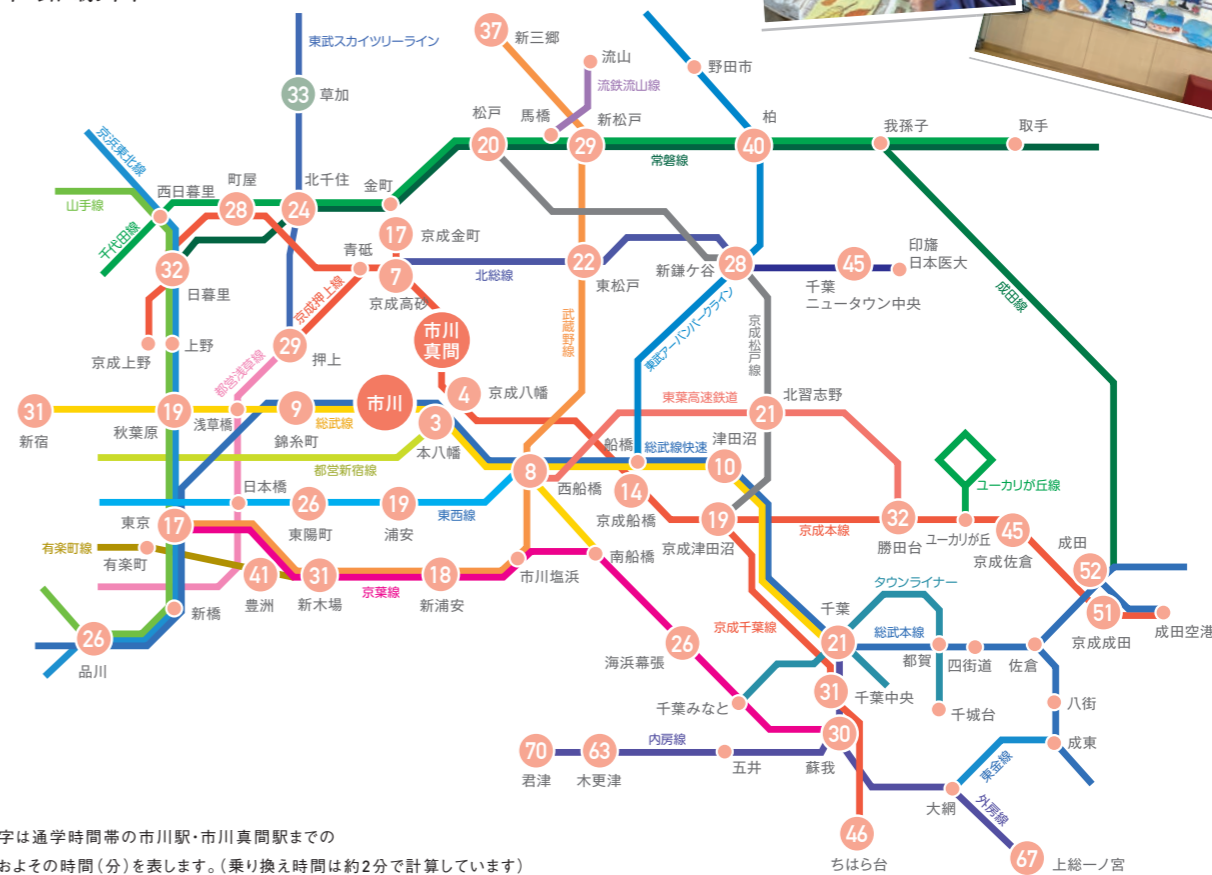 東武スカイツリーライン
37
新三郷
流山
流鉄流山線
野田市
33
草加
松戸
馬橋
新松戸
柏
我孫子
取手
20
29
40
常磐線
京浜東北線
山手線
西日暮里
町屋
北千住
金町
千代田線
28
24
17
京成金町
青砥
32
日暮里
7
京成高砂
北総線
22
東松戸
新鎌ケ谷
28
45
千葉
ニュータウン中央
印旛
日本医大
成田線
京成押上線
京成上野
上野
29
押上
市川
真間
武蔵野線
東武アーバンパークライン
京成松戸線
都営浅草線
31
新宿
19
秋葉原
浅草橋
9
錦糸町
総武線
市川
4
京成八幡
3
本八幡
都営新宿線
東葉高速鉄道
21
北習志野
船橋
総武線快速
津田沼
10
8
西船橋
14
京成船橋
日本橋
26
東陽町
19
浦安
東西線
19
京成津田沼
京成本線
32
勝田台
ユーカリが丘線
ユーカリが丘
45
京成佐倉
成田
52
東京
17
有楽町線
有楽町
41
豊洲
31
新木場
京葉線
18
新浦安
市川塩浜
南船橋
タウンライナー
51
京成成田
成田空港
新橋
26
品川
京成千葉線
千葉
21
総武本線
都賀
四街道
佐倉
26
海浜幕張
千葉みなと
31
千葉中央
千城台
八街
成東
30
蘇我
70
君津
63
木更津
内房線
五井
東金線
大網
外房線
46
ちはら台
67
上総一ノ宮
字は通学時間帯の市川駅・市川真間駅までの
およその時間（分）を表します。（乗り換え時間は約2分で計算しています）